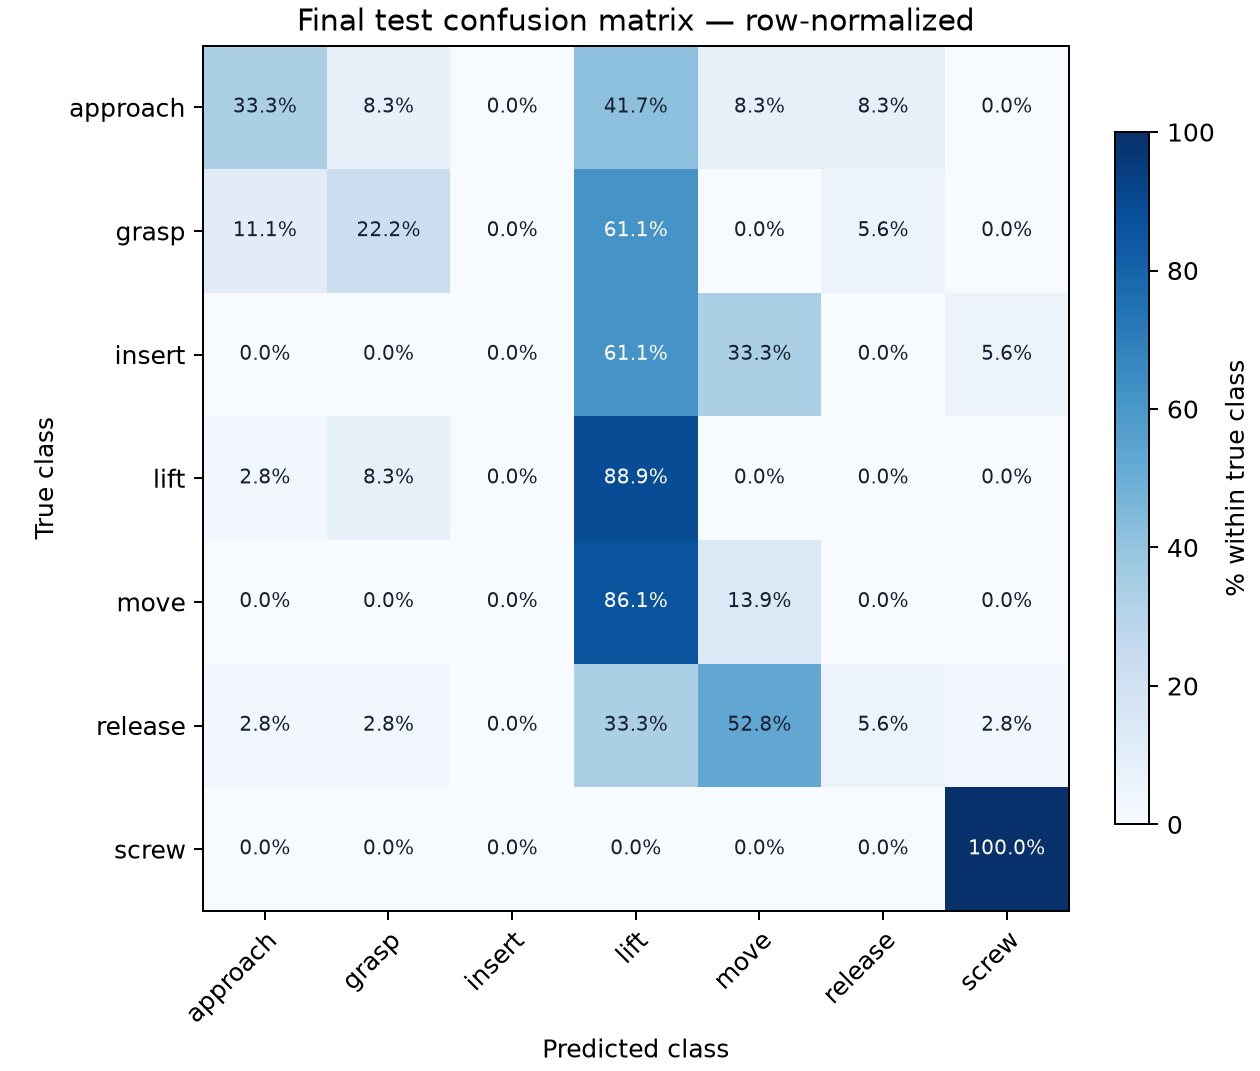 Final test confusion matrix — row-normalized
approach 33.3% 8.3% 0.0% 41.7% 8.3% 8.3% 0.0%
grasp 11.1% 22.2% 0.0% 61.1% 0.0% 5.6% 0.0%
insert 0.0% 0.0% 0.0% 61.1% 33.3% 0.0% 5.6%
lift 2.8% 8.3% 0.0% 88.9% 0.0% 0.0% 0.0%
move 0.0% 0.0% 0.0% 86.1% 13.9% 0.0% 0.0%
release 2.8% 2.8% 0.0% 33.3% 52.8% 5.6% 2.8%
screw 0.0% 0.0% 0.0% 0.0% 0.0% 0.0% 100.0%
approach grasp insert lift move release screw
Predicted class
True class
100
80
60
40
20
0
% within true class